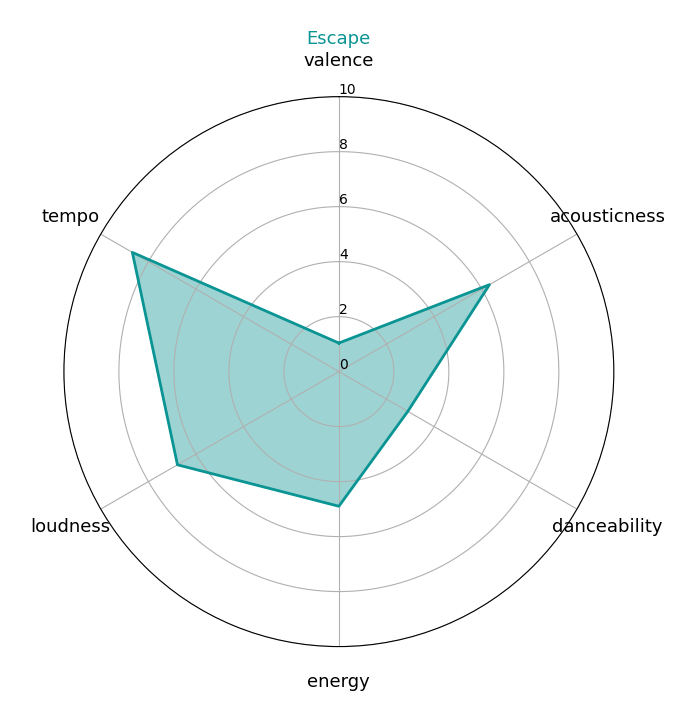 Escape
valence
10
8
tempo
acousticness
6
4
2
0
loudness
danceability
energy